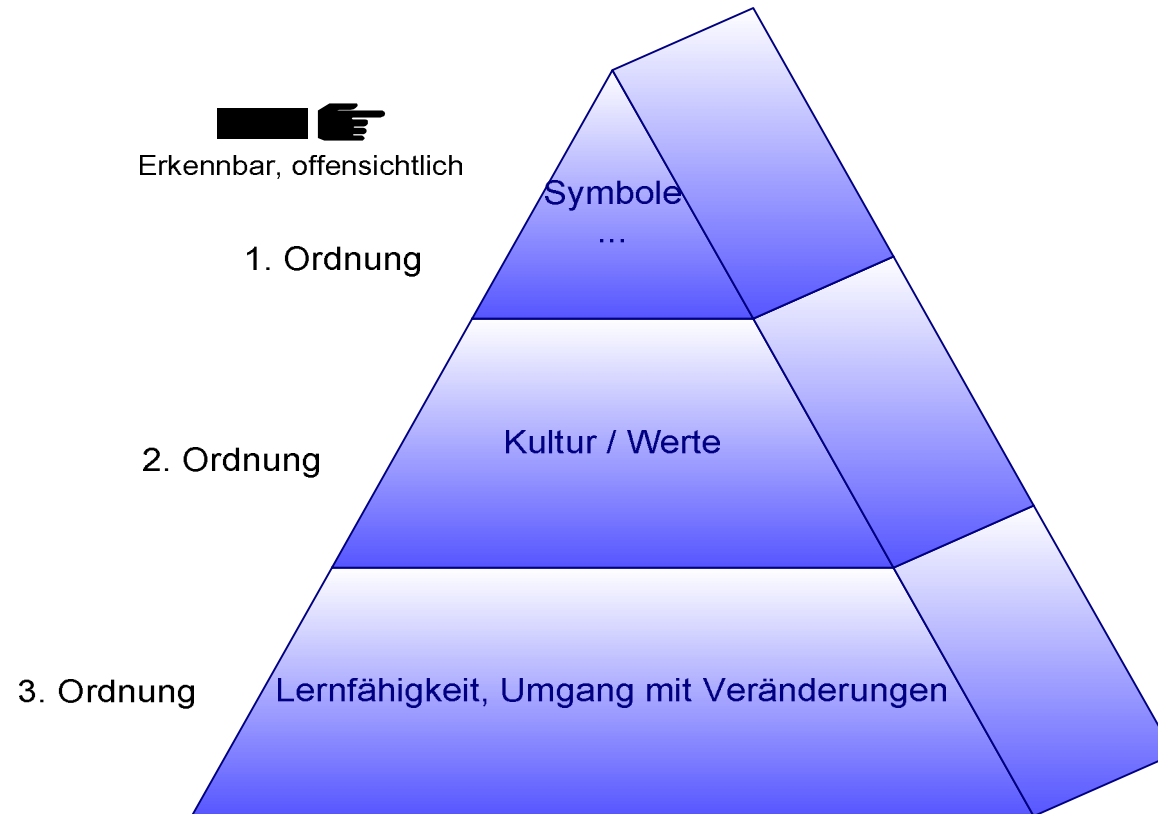 Erkennbar, offensichtlich
Symbole
...
1. Ordnung
Kultur / Werte
2. Ordnung
Lernfähigkeit, Umgang mit Veränderungen
3. Ordnung